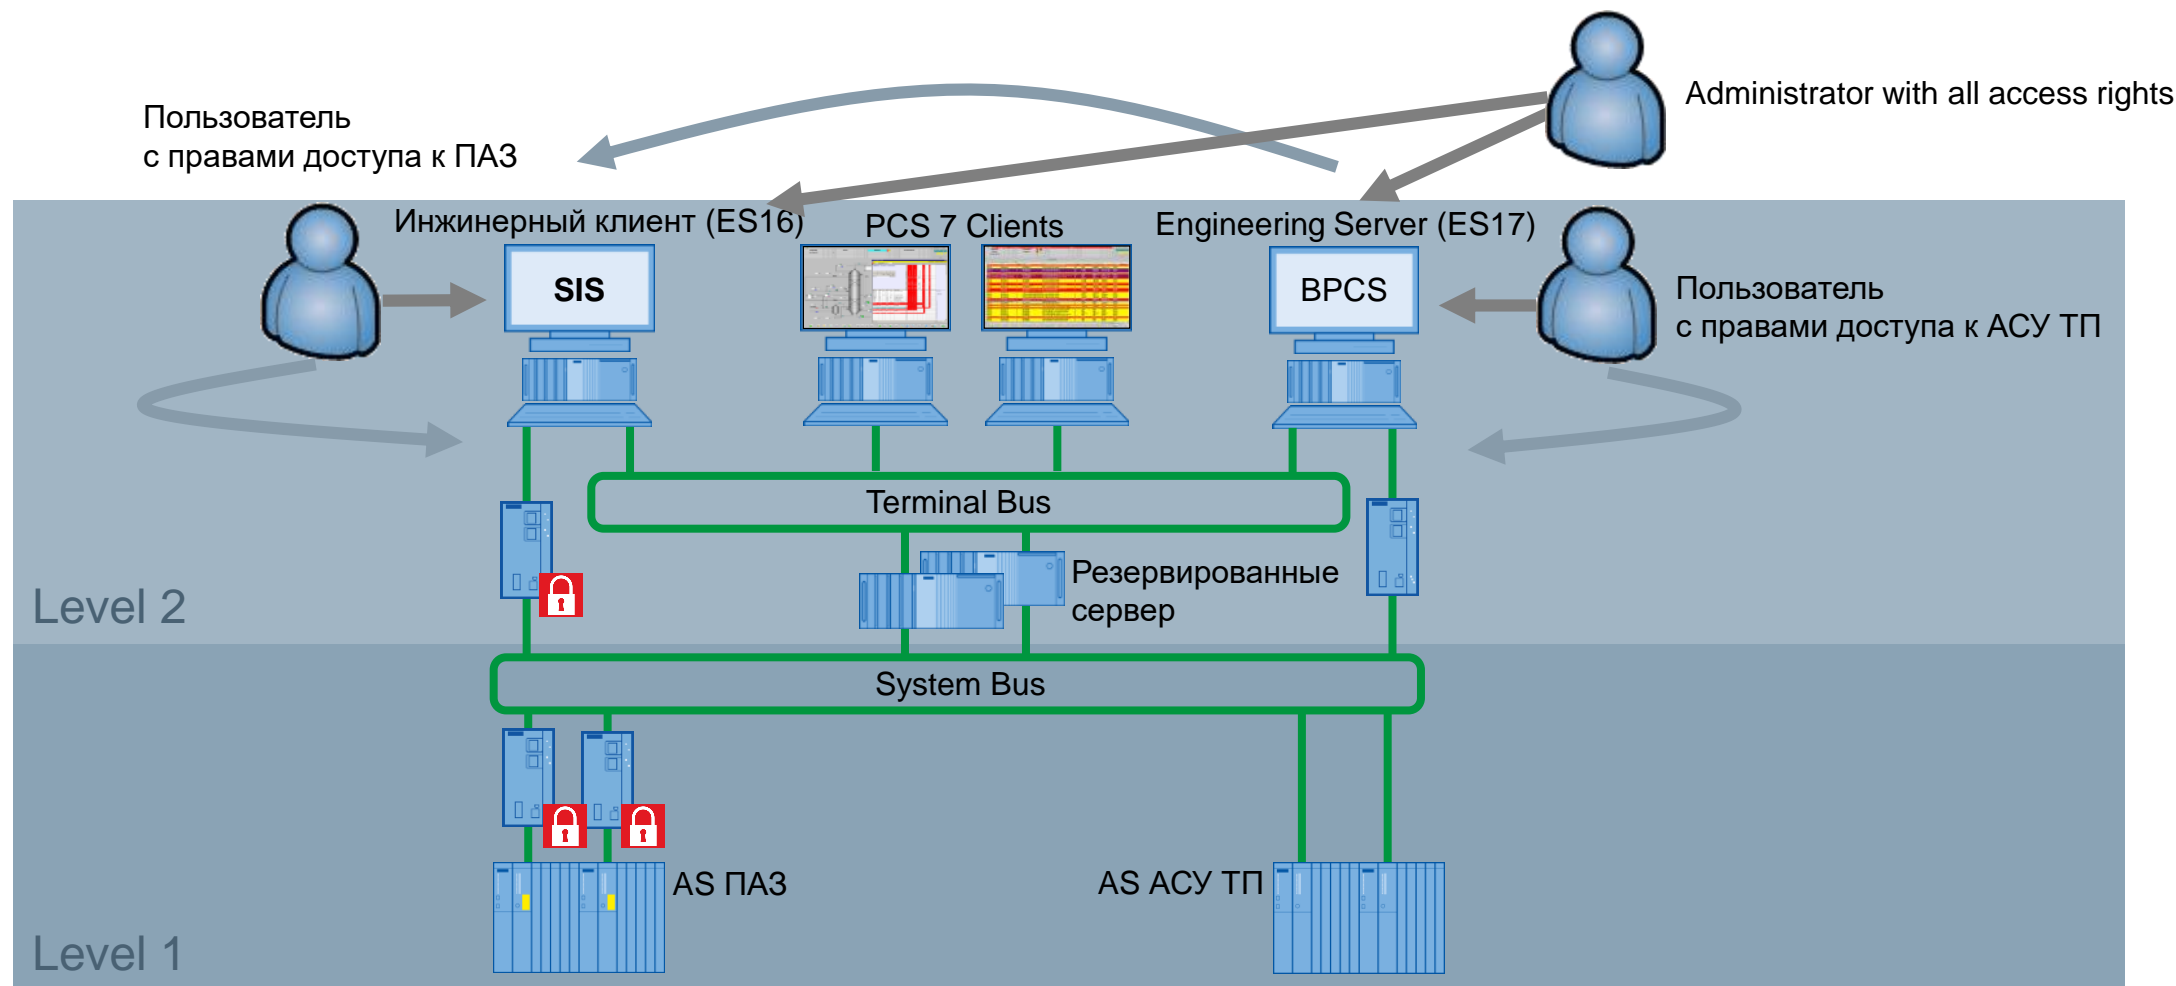 Administrator with all access rights
Пользователь
с правами доступа к ПАЗ
Инжинерный клиент (ES16)
PCS 7 Clients
Engineering Server (ES17)
SIS
BPCS
Пользователь
с правами доступа к АСУ ТП
Terminal Bus
Резервированные
сервер
Level 2
System Bus
AS ПАЗ
AS АСУ ТП
Level 1